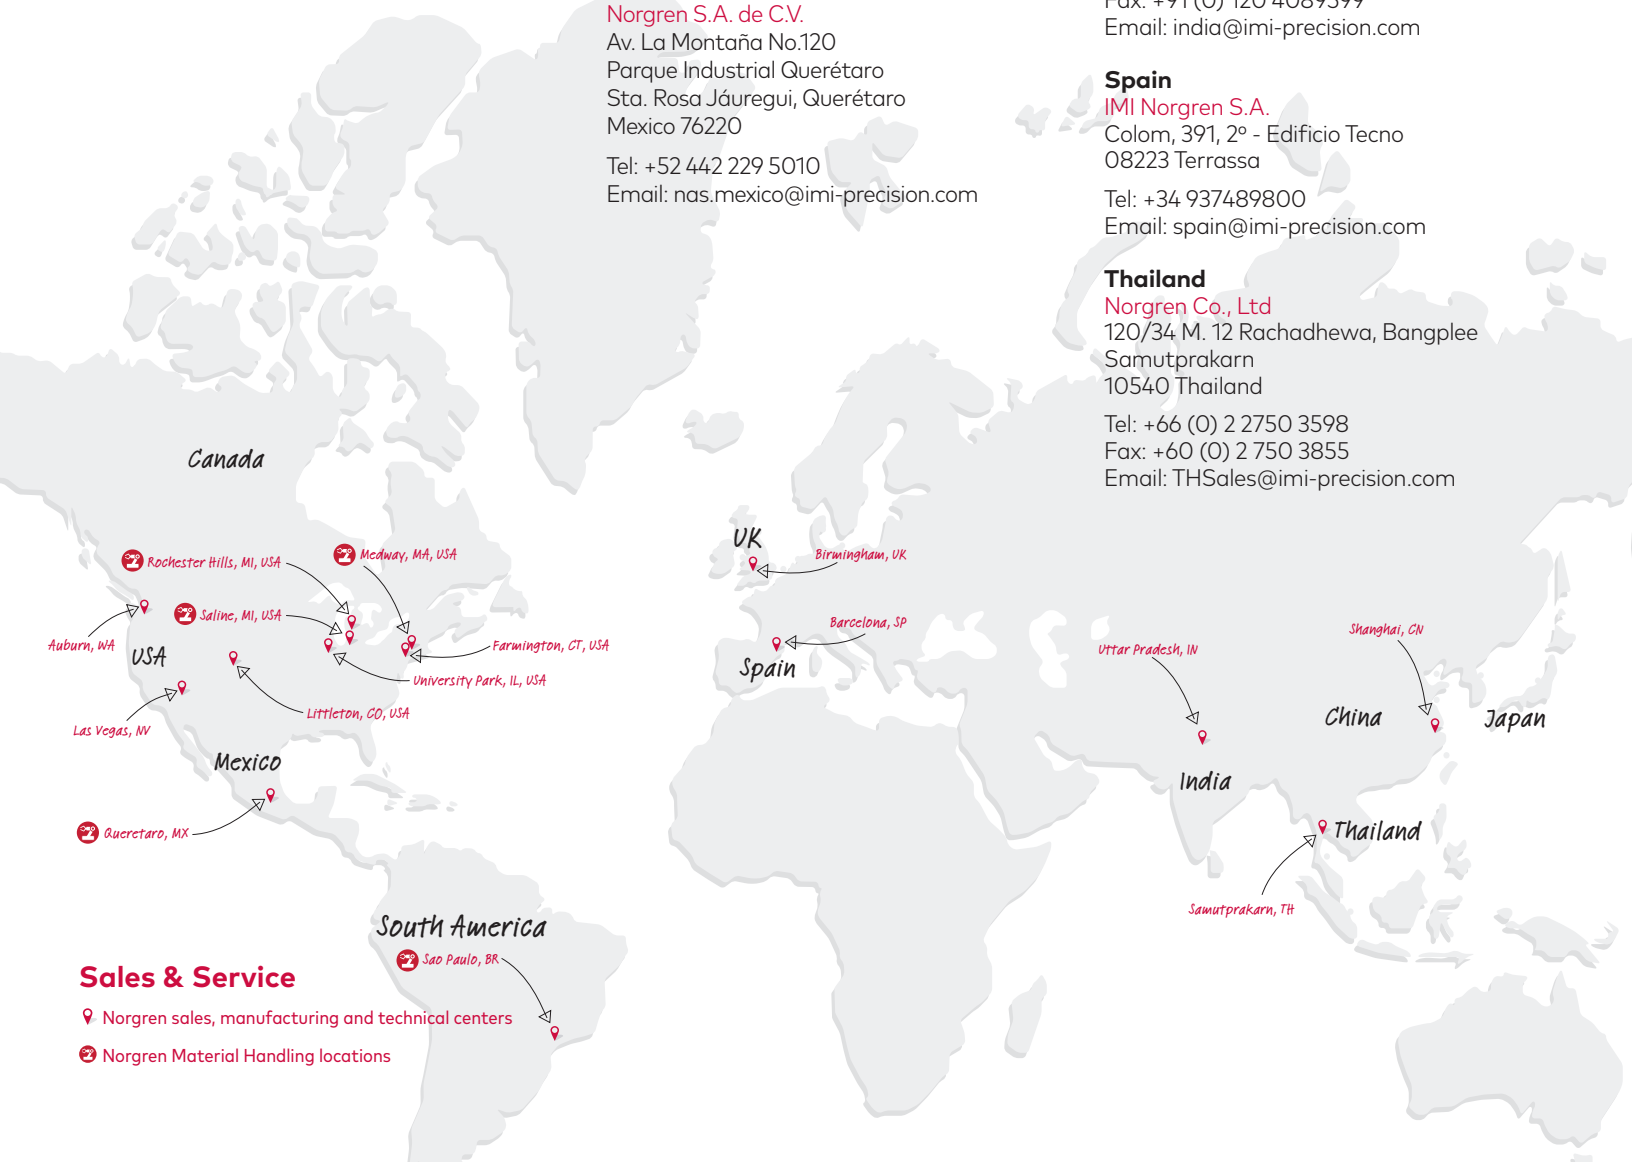 Norgren S.A. de C.V.
Av. La Montaña No.120
Parque Industrial Querétaro
Sta. Rosa Jáuregui, Querétaro
Mexico 76220
Tel: +52 442 229 5010
Email: nas.mexico@imi-precision.com
Fax: +91 (0) 120 4089599
Email: india@imi-precision.com
Spain
IMI Norgren S.A.
Colom, 391, 2º - Edificio Tecno
08223 Terrassa
Tel: +34 937489800
Email: spain@imi-precision.com
Thailand
Norgren Co., Ltd
120/34 M. 12 Rachadhewa, Bangplee
Samutprakarn
10540 Thailand
Tel: +66 (0) 2 2750 3598
Fax: +60 (0) 2 750 3855
Email: THSales@imi-precision.com
Canada
Rochester Hills, MI, USA
Medway, MA, USA
Saline, MI, USA
Auburn, WA
USA
Farmington, CT, USA
University Park, IL, USA
Littleton, CO, USA
Las Vegas, NV
Mexico
Queretaro, MX
UK
Birmingham, UK
Barcelona, SP
Spain
Uttar Pradesh, IN
Shanghai, CN
China
Japan
India
Thailand
Samutprakarn, TH
South America
Sao Paulo, BR
Sales & Service
Norgren sales, manufacturing and technical centers
Norgren Material Handling locations